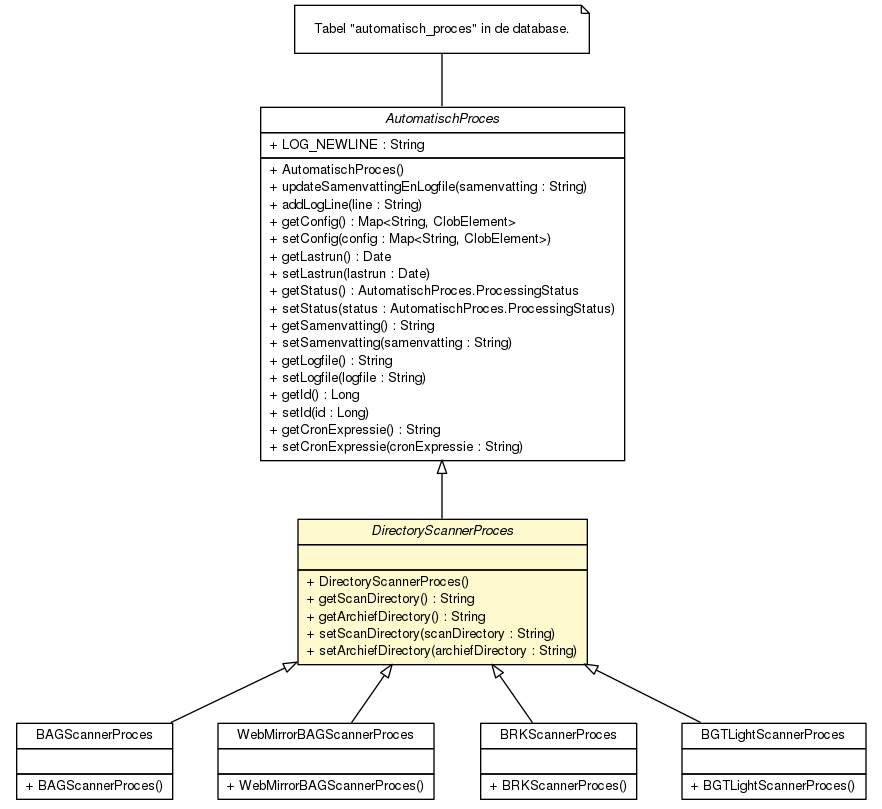 Tabel "automatisch_proces" in de database.
AutomatischProces
+ LOG_NEWLINE : String
+ AutomatischProces()
+ updateSamenvattingEnLogfile(samenvatting : String)
+ addLogLine(line : String)
+ getConfig() : Map<String, ClobElement>
+ setConfig(config : Map<String, ClobElement>)
+ getLastrun() : Date
+ setLastrun(lastrun : Date)
+ getStatus() : AutomatischProces.ProcessingStatus
+ setStatus(status : AutomatischProces.ProcessingStatus)
+ getSamenvatting() : String
+ setSamenvatting(samenvatting : String)
+ getLogfile() : String
+ setLogfile(logfile : String)
+ getId() : Long
+ setId(id : Long)
+ getCronExpressie() : String
+ setCronExpressie(cronExpressie : String)
DirectoryScannerProces
+ DirectoryScannerProces()
+ getScanDirectory() : String
+ getArchiefDirectory() : String
+ setScanDirectory(scanDirectory : String)
+ setArchiefDirectory(archiefDirectory : String)
BAGScannerProces
+ BAGScannerProces()
WebMirrorBAGScannerProces
+ WebMirrorBAGScannerProces()
BRKScannerProces
+ BRKScannerProces()
BGTLightScannerProces
+ BGTLightScannerProces()